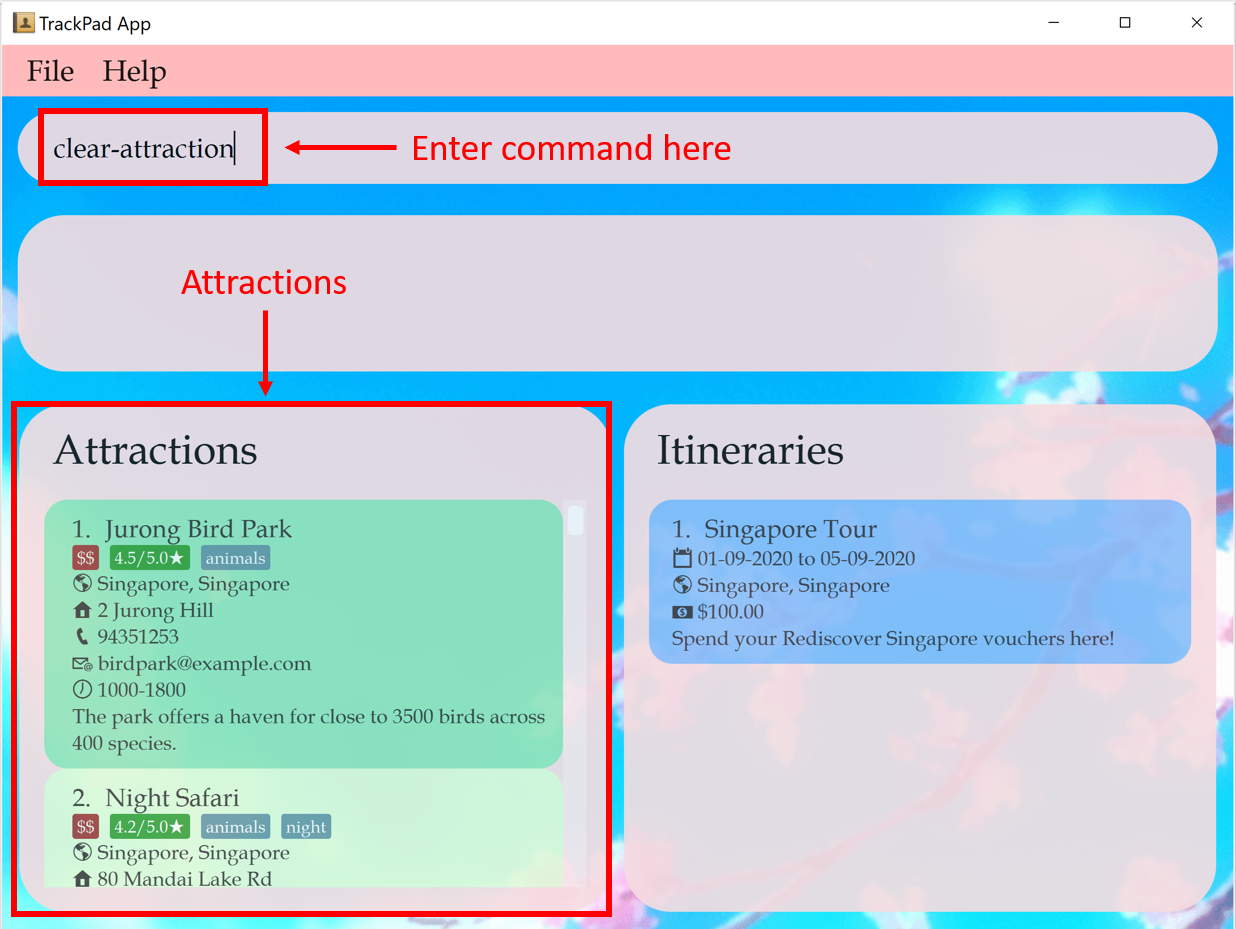 TrackPad App
File Help
clear-attraction
Enter command here
Attractions
Attractions
1. Jurong Bird Park
$$ 4.5/5.0★ animals
Singapore, Singapore
2 Jurong Hill
94351253
birdpark@example.com
1000-1800
The park offers a haven for close to 3500 birds across
400 species.
2. Night Safari
$$ 4.2/5.0★ animals night
Singapore, Singapore
80 Mandai Lake Rd
Itineraries
1. Singapore Tour
01-09-2020 to 05-09-2020
Singapore, Singapore
$100.00
Spend your Rediscover Singapore vouchers here!